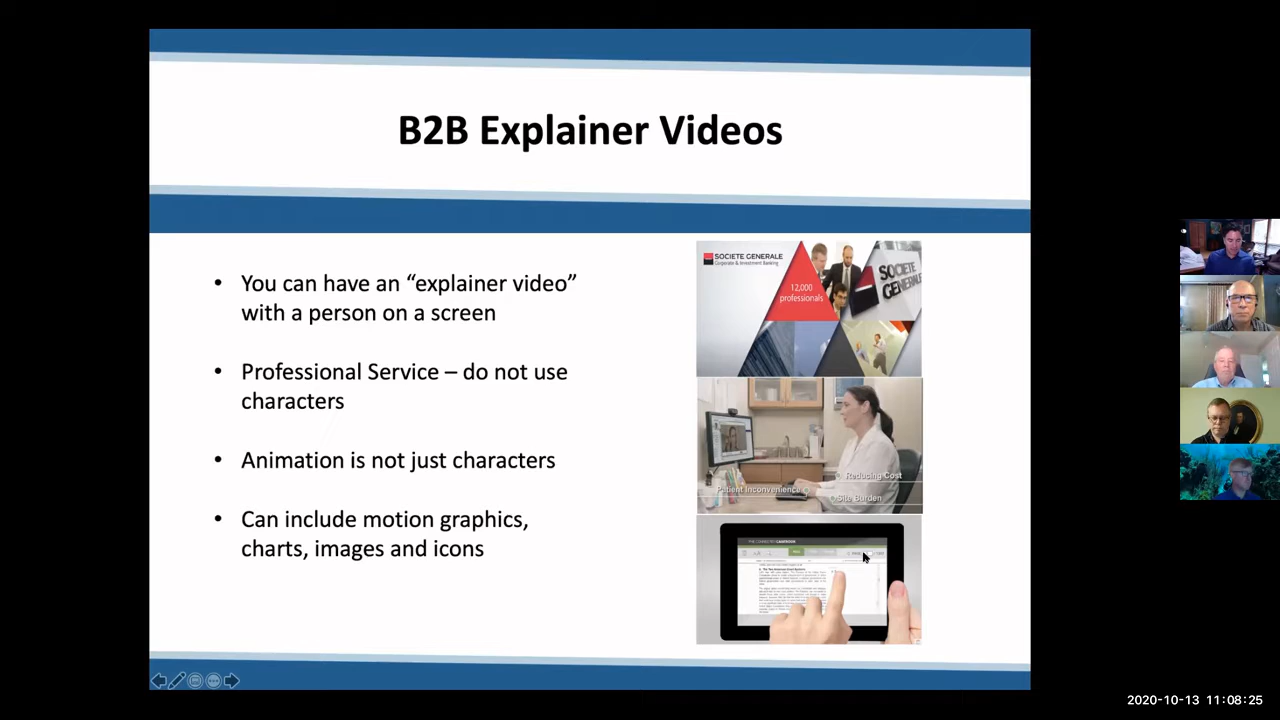 B2B Explainer Videos
• You can have an “explainer video”
with a person on a screen
• Professional Service – do not use
characters
• Animation is not just characters
• Can include motion graphics,
charts, images and icons
SOCIETE GENERALE
Corporate & Investment Banking
12,000
professionals
SOCIETE
GENERALE
Reducing Cost
Patient Inconvenience
Site Burden
2020-10-13 11:08:25